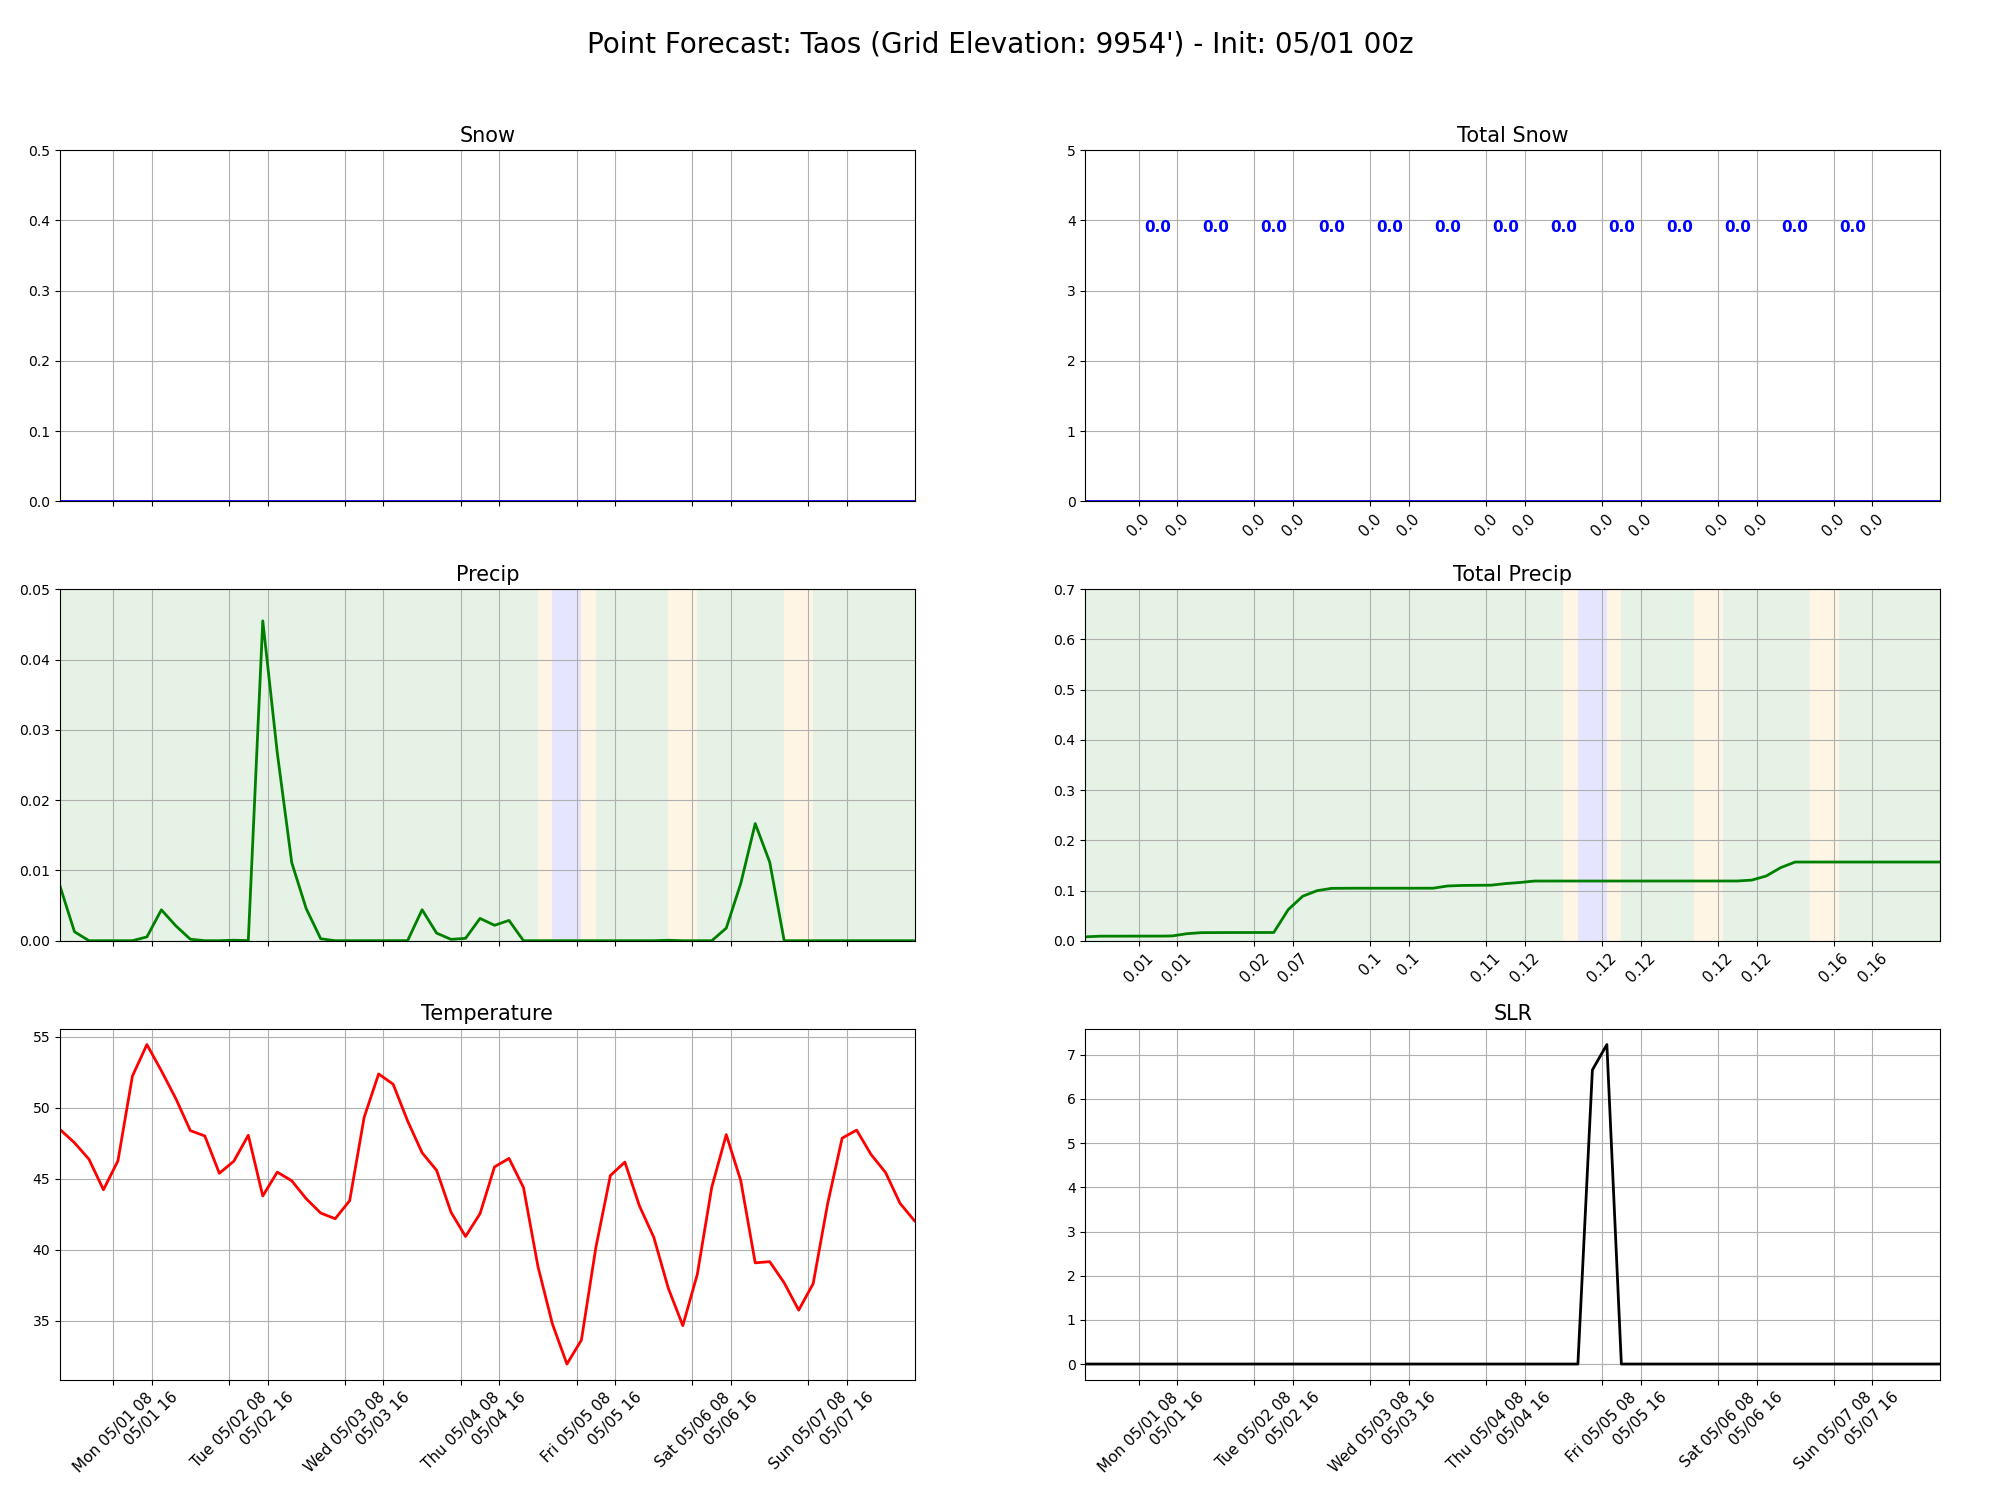 Point Forecast: Taos (Grid Elevation: 9954') - Init: 05/01 00z
Snow
0.5
0.4
0.3
0.2
0.1
0.0
Total Snow
5
4
3
2
1
0
0.0 0.0 0.0 0.0 0.0 0.0 0.0 0.0 0.0 0.0 0.0 0.0 0.0
0.0 0.0 0.0 0.0 0.0 0.0 0.0 0.0 0.0 0.0 0.0 0.0 0.0 0.0
Precip
0.05
0.04
0.03
0.02
0.01
0.00
Total Precip
0.7
0.6
0.5
0.4
0.3
0.2
0.1
0.0
0.01 0.01 0.02 0.07 0.1 0.1 0.11 0.12 0.12 0.12 0.12 0.12 0.16 0.16
Temperature
55
50
45
40
35
Mon 05/01 08
05/01 16
Tue 05/02 08
05/02 16
Wed 05/03 08
05/03 16
Thu 05/04 08
05/04 16
Fri 05/05 08
05/05 16
Sat 05/06 08
05/06 16
Sun 05/07 08
05/07 16
SLR
7
6
5
4
3
2
1
0
Mon 05/01 08
05/01 16
Tue 05/02 08
05/02 16
Wed 05/03 08
05/03 16
Thu 05/04 08
05/04 16
Fri 05/05 08
05/05 16
Sat 05/06 08
05/06 16
Sun 05/07 08
05/07 16